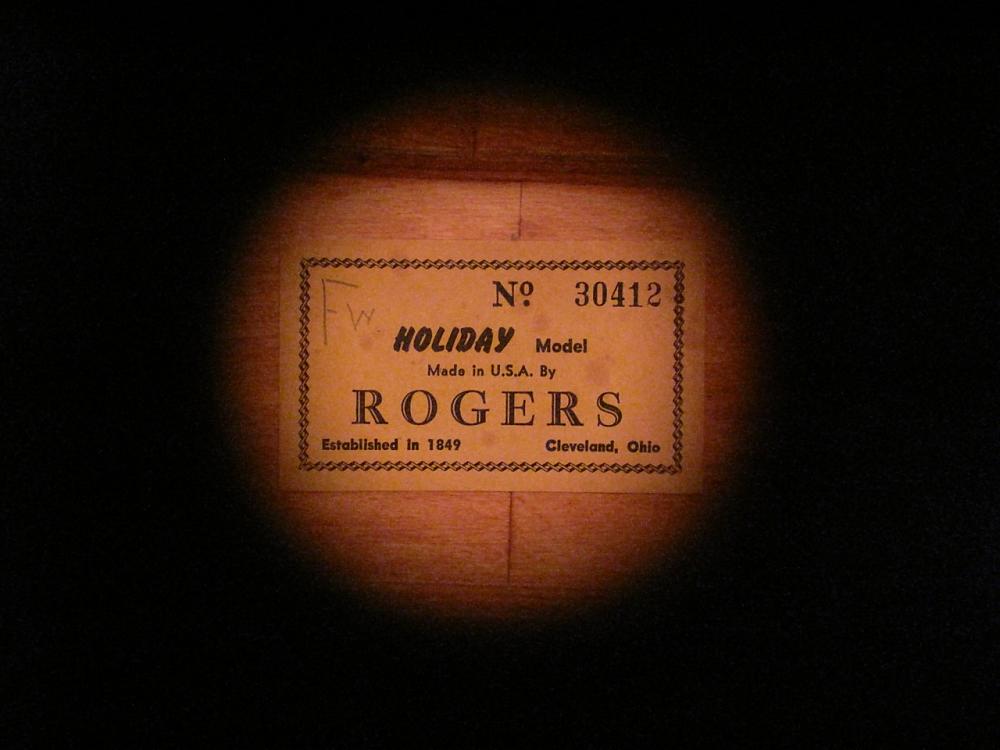 Fw
Nº 30412
HOLIDAY Model
Made in U.S.A. By
ROGERS
Established in 1849 Cleveland, Ohio